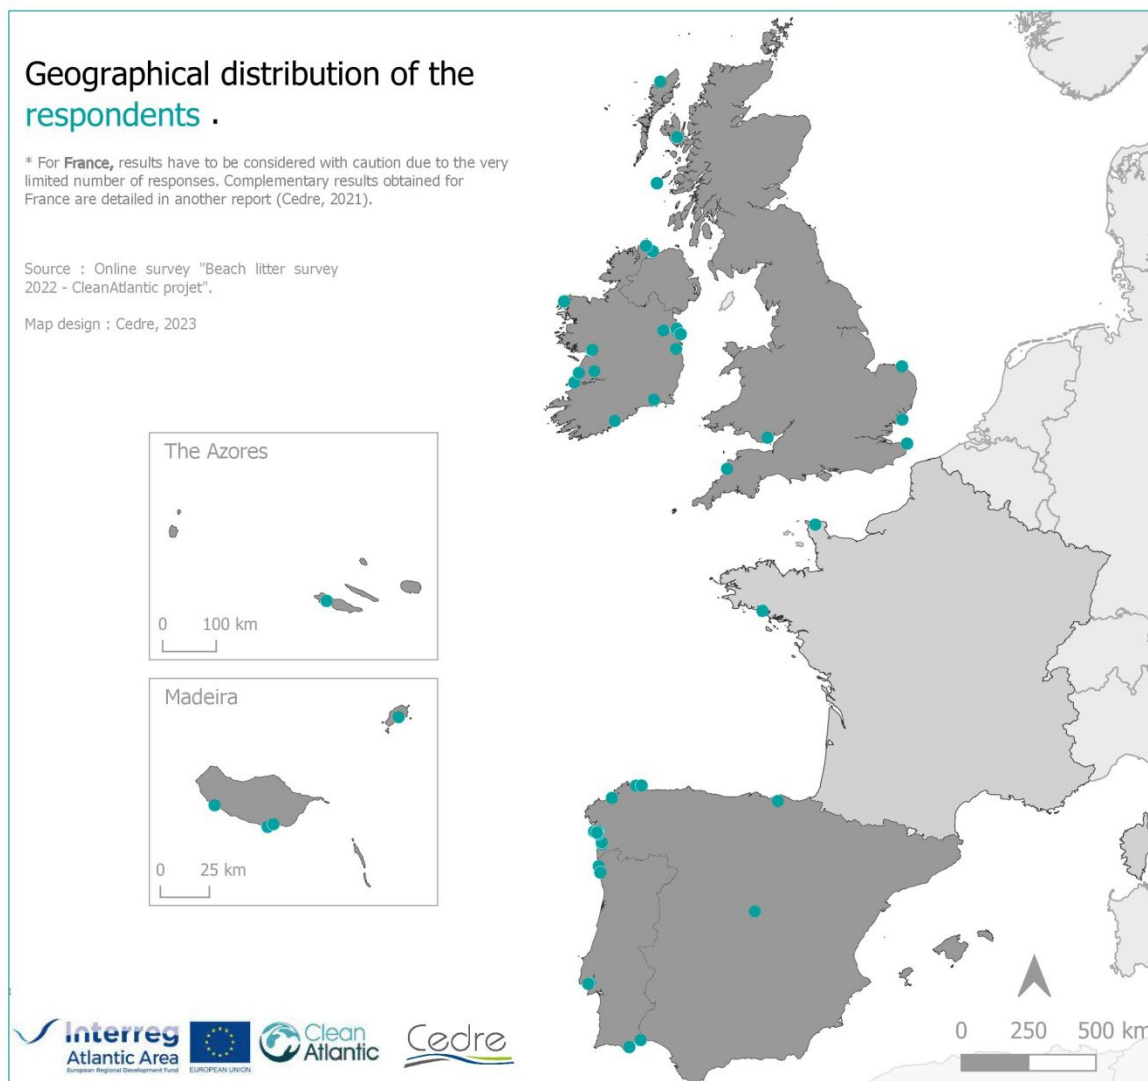 Geographical distribution of the
respondents .
* For France, results have to be considered with caution due to the very
limited number of responses. Complementary results obtained for
France are detailed in another report (Cedre, 2021).
Source : Online survey "Beach litter survey
2022 - CleanAtlantic projet".
Map design : Cedre, 2023
The Azores
0 100 km
Madeira
0 25 km
0 250 500 km
Interreg
Atlantic Area
European Regional Development Fund
EUROPEAN UNION
Clean
Atlantic
Cedre